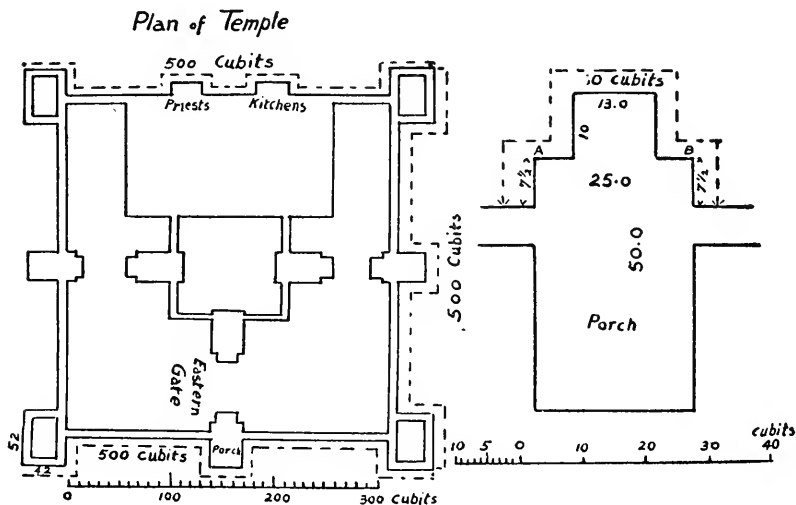 Plan of Temple
500 Cubits
Priests Kitchens
500 Cubits
Eastern
Gate
52
42
500 Cubits
Porch
0 100 200 300 Cubits
10 Cubits
13.0
10
A B
7½ 7½
25.0
50.0
Porch
cubits
10 5 0 10 20 30 40